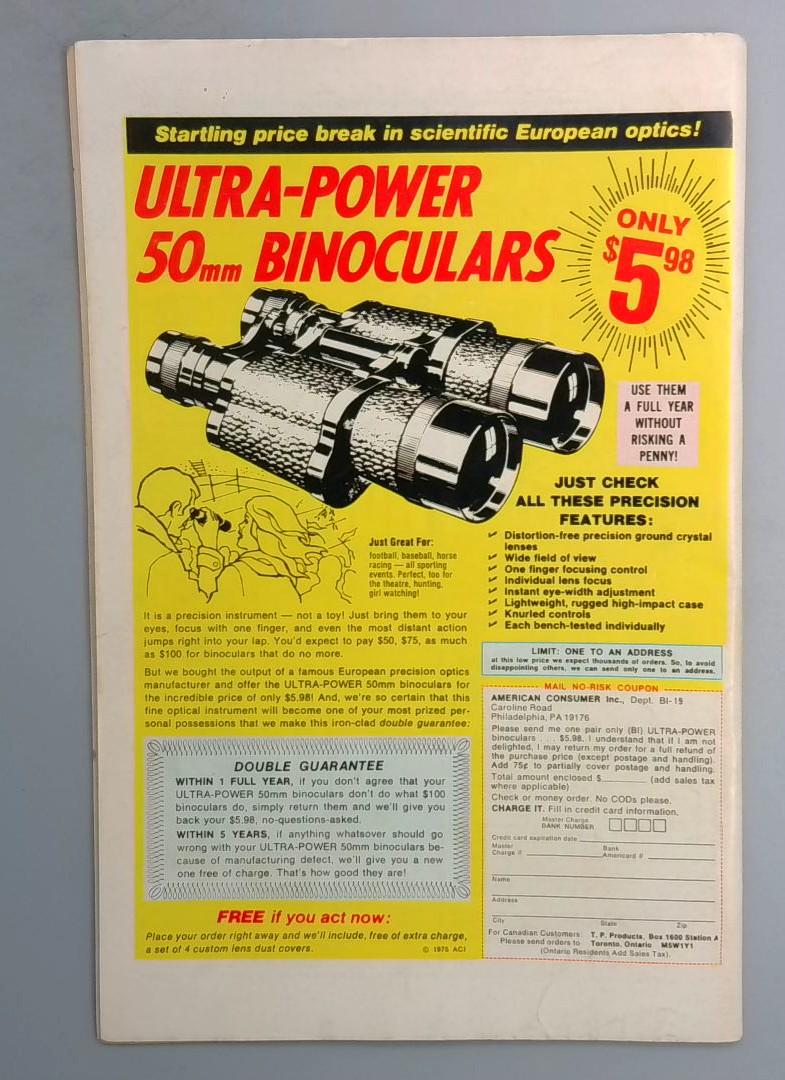 Startling price break in scientific European optics!
ULTRA-POWER
50mm BINOCULARS
ONLY
$5.98
USE THEM
A FULL YEAR
WITHOUT
RISKING A
PENNY!
JUST CHECK
ALL THESE PRECISION
FEATURES:
Distortion-free precision ground crystal
lenses
Wide field of view
One finger focusing control
Individual lens focus
Instant eye-width adjustment
Lightweight, rugged high-impact case
Knurled controls
Each bench-tested individually
Just Great For:
football, baseball, horse
racing — all sporting
events. Perfect, too for
the theatre, hunting,
girl watching!
It is a precision instrument — not a toy! Just bring them to your
eyes, focus with one finger, and even the most distant action
jumps right into your lap. You'd expect to pay $50, $75, as much
as $100 for binoculars that do no more.
But we bought the output of a famous European precision optics
manufacturer and offer the ULTRA-POWER 50mm binoculars for
the incredible price of only $5.98! And, we're so certain that this
fine optical instrument will become one of your most prized per-
sonal possessions that we make this iron-clad double guarantee:
DOUBLE GUARANTEE
WITHIN 1 FULL YEAR, if you don't agree that your
ULTRA-POWER 50mm binoculars don't do what $100
binoculars do, simply return them and we'll give you
back your $5.98, no-questions-asked.
WITHIN 5 YEARS, if anything whatsover should go
wrong with your ULTRA-POWER 50mm binoculars be-
cause of manufacturing defect, we'll give you a new
one free of charge. That's how good they are!
FREE if you act now:
Place your order right away and we'll include, free of extra charge,
a set of 4 custom lens dust covers.
© 1975 ACI
LIMIT: ONE TO AN ADDRESS
at this low price we expect thousands of orders. So, to avoid
disappointing others, we can send only one to an address.
MAIL NO-RISK COUPON
AMERICAN CONSUMER Inc., Dept. BI-19
Caroline Road
Philadelphia, PA 19176
Please send me one pair only (BI) ULTRA-POWER
binoculars . . . $5.98. I understand that if I am not
delighted, I may return my order for a full refund of
the purchase price (except postage and handling).
Add 75¢ to partially cover postage and handling.
Total amount enclosed $ (add sales tax
where applicable)
Check or money order. No CODs please.
CHARGE IT. Fill in credit card information.
Master Charge
BANK NUMBER
Credit card expiration date
Master
Charge #
Bank
Americard #
Name
Address
City State Zip
For Canadian Customers: T. P. Products, Box 1600 Station A
Please send orders to Toronto, Ontario M5W1Y1
(Ontario Residents Add Sales Tax).